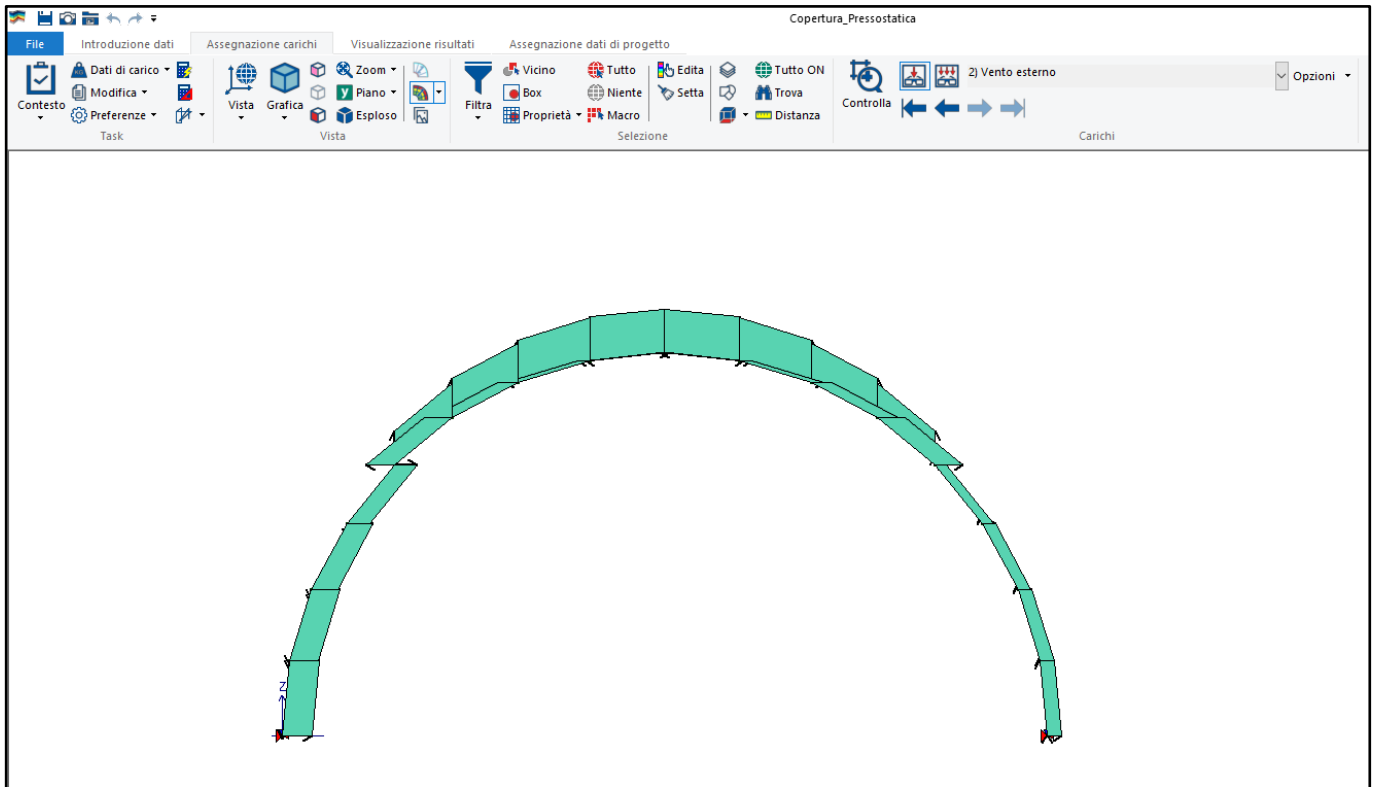 Copertura_Pressostatica
File Introduzione dati Assegnazione carichi Visualizzazione risultati Assegnazione dati di progetto
Contesto
Dati di carico
Modifica
Preferenze
Task
Vista
Grafica
Zoom
y Piano
Esploso
Vista
Filtra
Vicino
Box
Proprietà
Tutto
Niente
Macro
Edita
Setta
Tutto ON
Trova
Distanza
Selezione
Controlla
2) Vento esterno
Opzioni
Carichi
Z